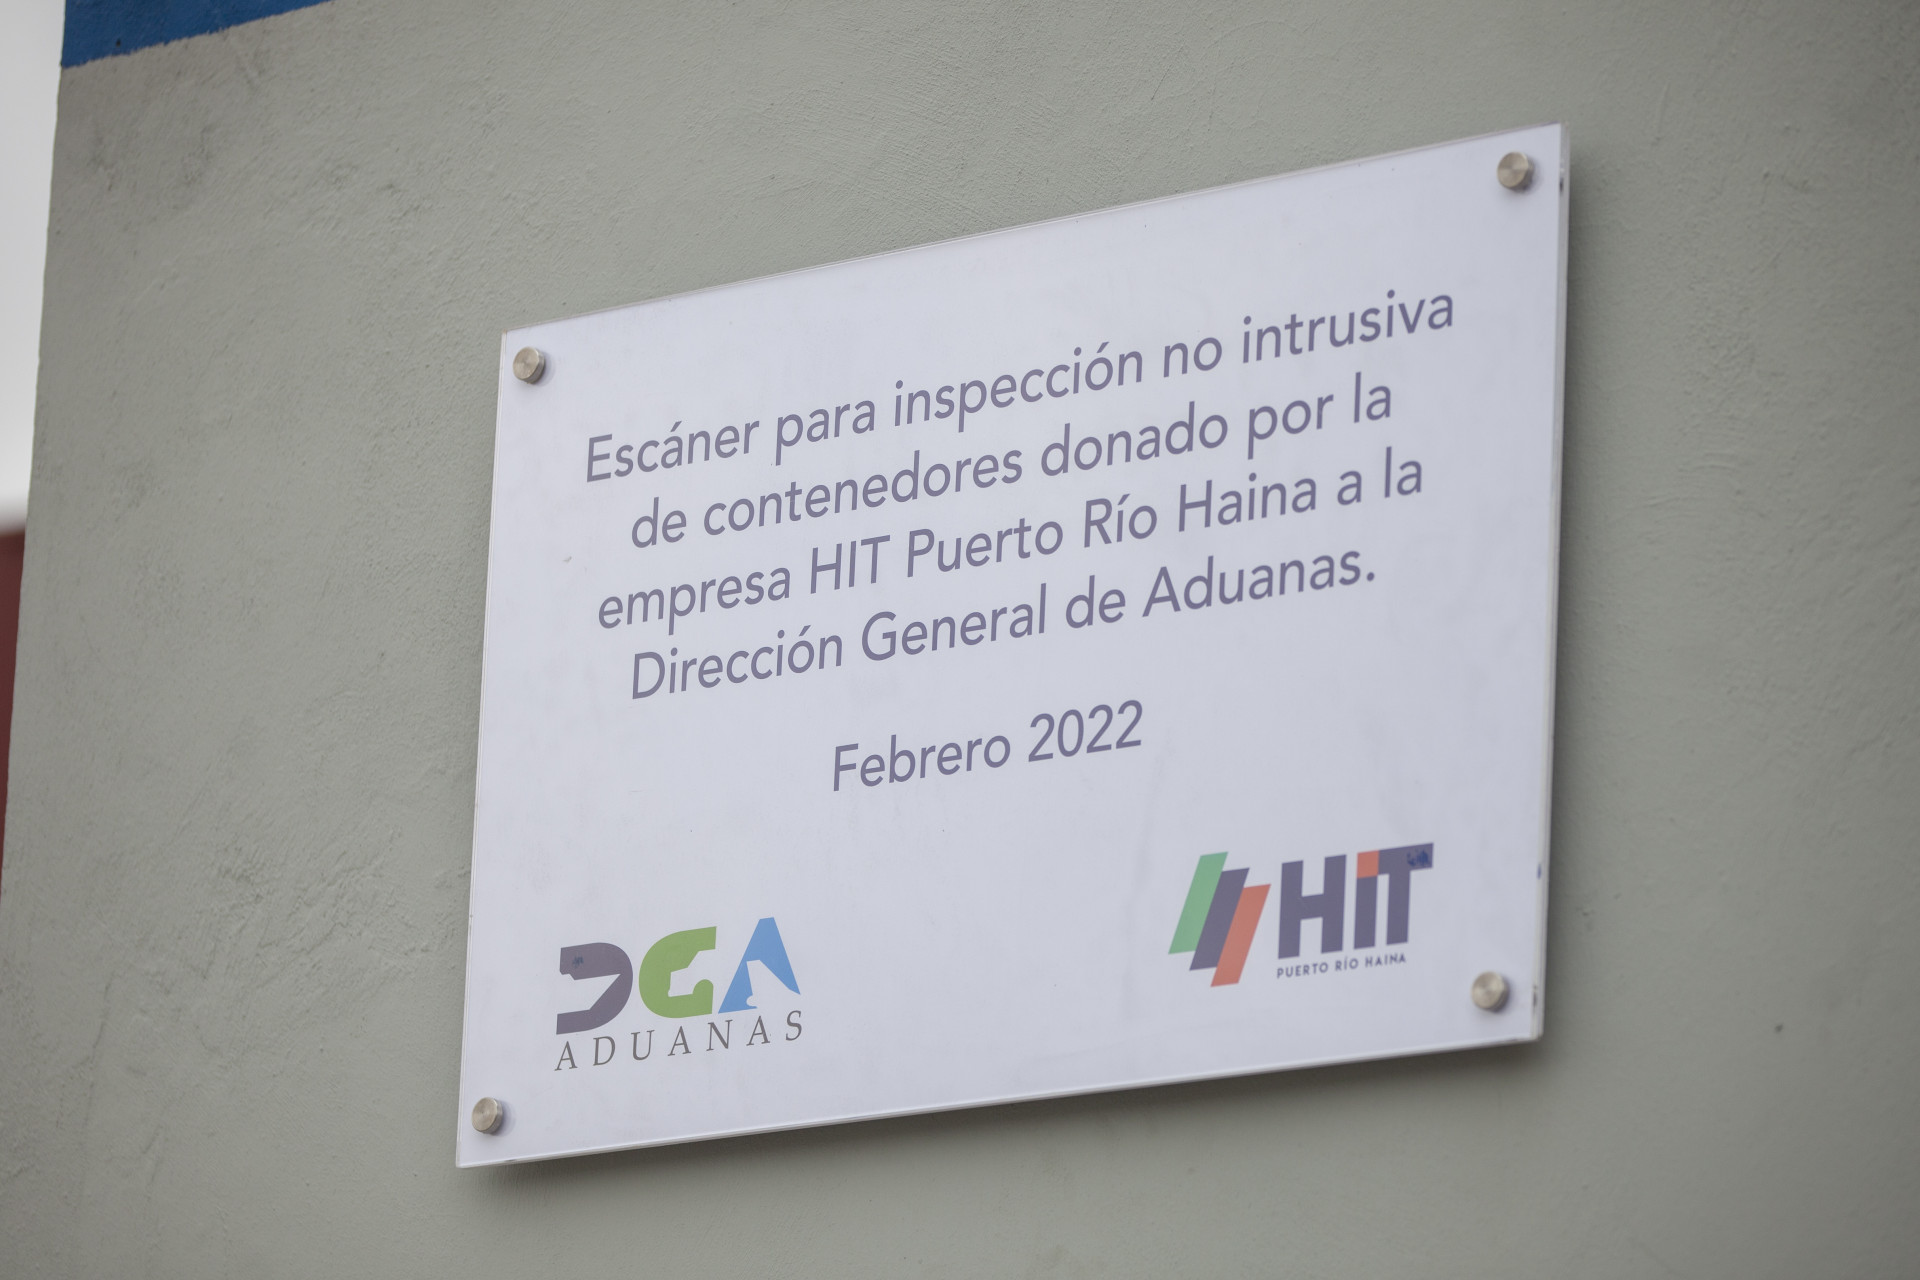 Escáner para inspección no intrusiva
de contenedores donado por la
empresa HIT Puerto Río Haina a la
Dirección General de Aduanas.
Febrero 2022
DGA
ADUANAS
HiT
PUERTO RÍO HAINA